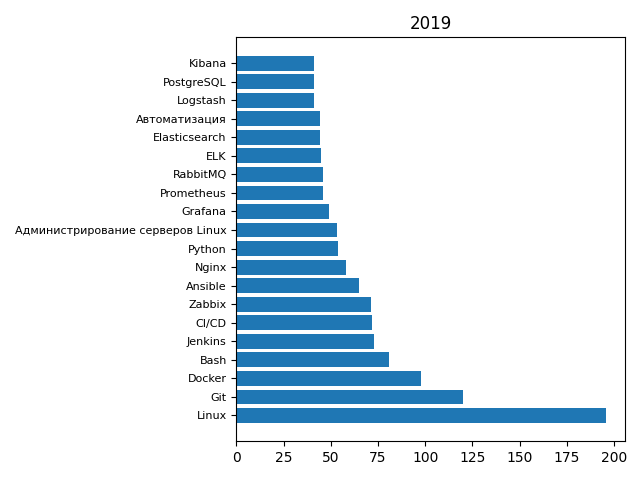 2019
Kibana
PostgreSQL
Logstash
Автоматизация
Elasticsearch
ELK
RabbitMQ
Prometheus
Grafana
Администрирование серверов Linux
Python
Nginx
Ansible
Zabbix
CI/CD
Jenkins
Bash
Docker
Git
Linux
0 25 50 75 100 125 150 175 200